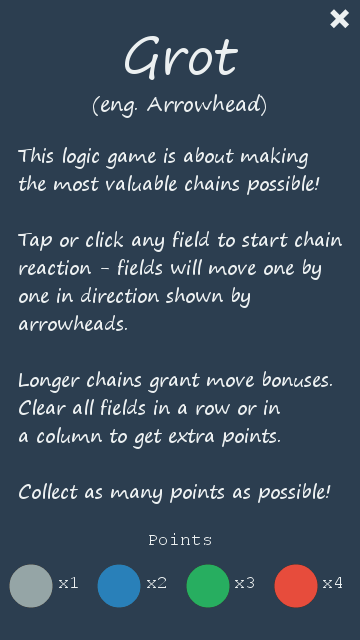 Grot
(eng. Arrowhead)
This logic game is about making
the most valuable chains possible!
Tap or click any field to start chain
reaction - fields will move one by
one in direction shown by
arrowheads.
Longer chains grant move bonuses.
Clear all fields in a row or in
a column to get extra points.
Collect as many points as possible!
Points
x1 x2 x3 x4